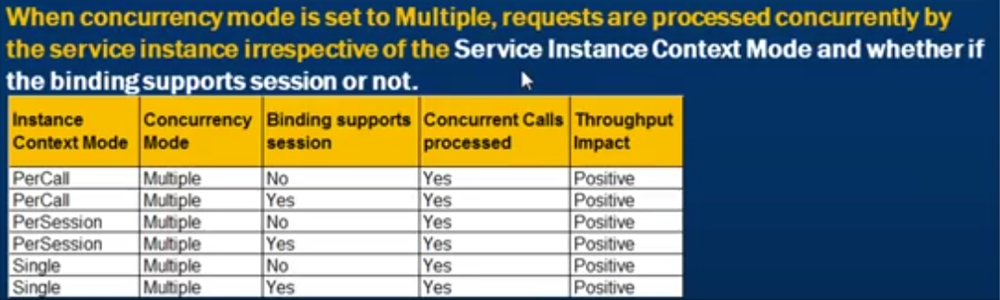 When concurrency mode is set to Multiple, requests are processed concurrently by
the service instance irrespective of the Service Instance Context Mode and whether if
the binding supports session or not.
Instance Context Mode | Concurrency Mode | Binding supports session | Concurrent Calls processed | Throughput Impact
PerCall | Multiple | No | Yes | Positive
PerCall | Multiple | Yes | Yes | Positive
PerSession | Multiple | No | Yes | Positive
PerSession | Multiple | Yes | Yes | Positive
Single | Multiple | No | Yes | Positive
Single | Multiple | Yes | Yes | Positive